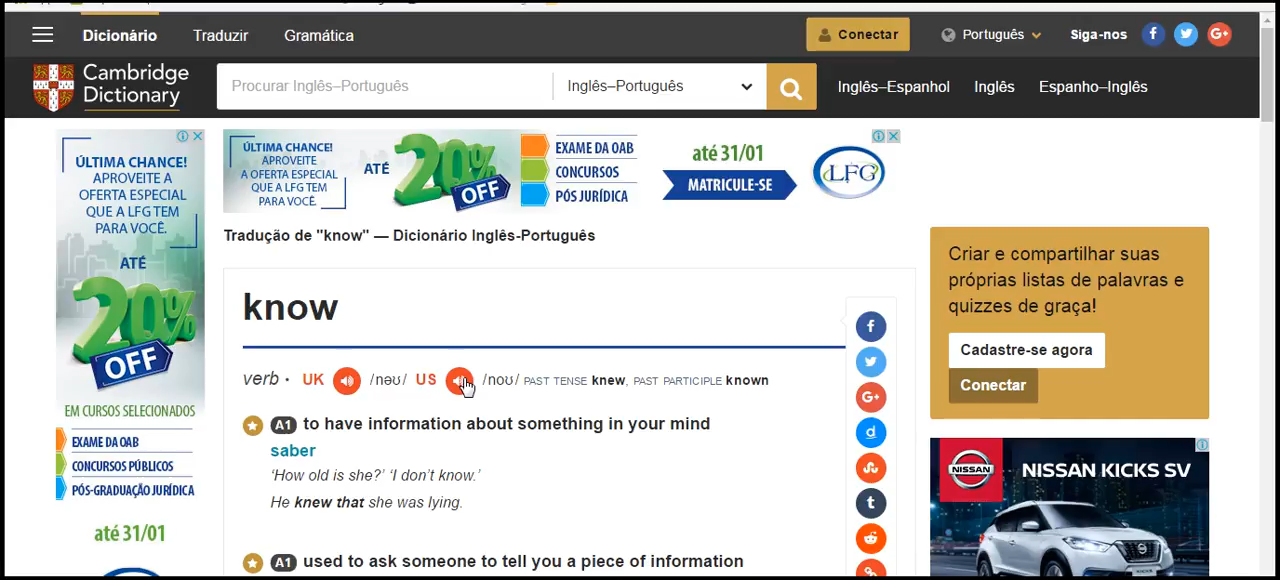 Dicionário Traduzir Gramática Conectar Português Siga-nos
Cambridge Dictionary
Procurar Inglês–Português Inglês–Português Inglês–Espanhol Inglês Espanho–Inglês
ÚLTIMA CHANCE!
APROVEITE
A OFERTA ESPECIAL
QUE A LFG TEM
PARA VOCÊ.
ATÉ
20%
OFF
EM CURSOS SELECIONADOS
EXAME DA OAB
CONCURSOS PÚBLICOS
PÓS-GRADUAÇÃO JURÍDICA
até 31/01
ÚLTIMA CHANCE!
APROVEITE
A OFERTA ESPECIAL
QUE A LFG TEM
PARA VOCÊ.
ATÉ
20%
OFF
EXAME DA OAB
CONCURSOS
PÓS JURÍDICA
até 31/01
MATRICULE-SE
LFG
Tradução de "know" — Dicionário Inglês-Português
know
verb · UK /nəʊ/ US /noʊ/ PAST TENSE knew, PAST PARTICIPLE known
A1 to have information about something in your mind
saber
‘How old is she?’ ‘I don’t know.’
He knew that she was lying.
A1 used to ask someone to tell you a piece of information
Criar e compartilhar suas
próprias listas de palavras e
quizzes de graça!
Cadastre-se agora
Conectar
NISSAN NISSAN KICKS SV